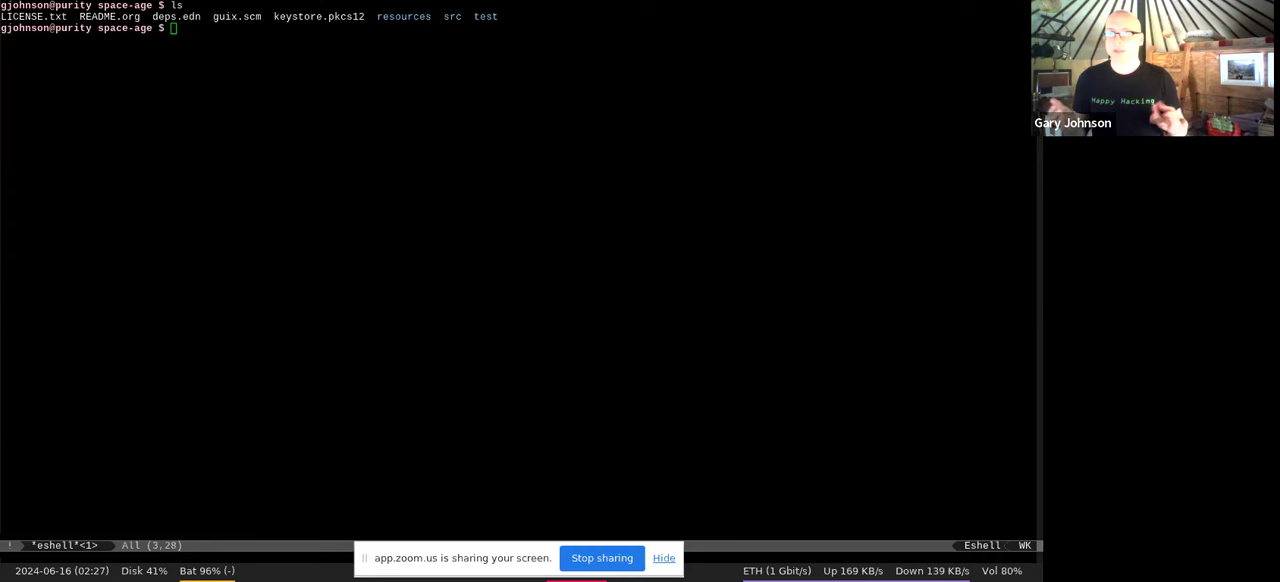 gjohnson@purity space-age $ ls
LICENSE.txt README.org deps.edn guix.scm keystore.pkcs12 resources src test
gjohnson@purity space-age $
Happy Hacking
Gary Johnson
! *eshell*<1> All (3,28) Eshell WK
app.zoom.us is sharing your screen. Stop sharing Hide
2024-06-16 (02:27) Disk 41% Bat 96% (-) ETH (1 Gbit/s) Up 169 KB/s Down 139 KB/s Vol 80%